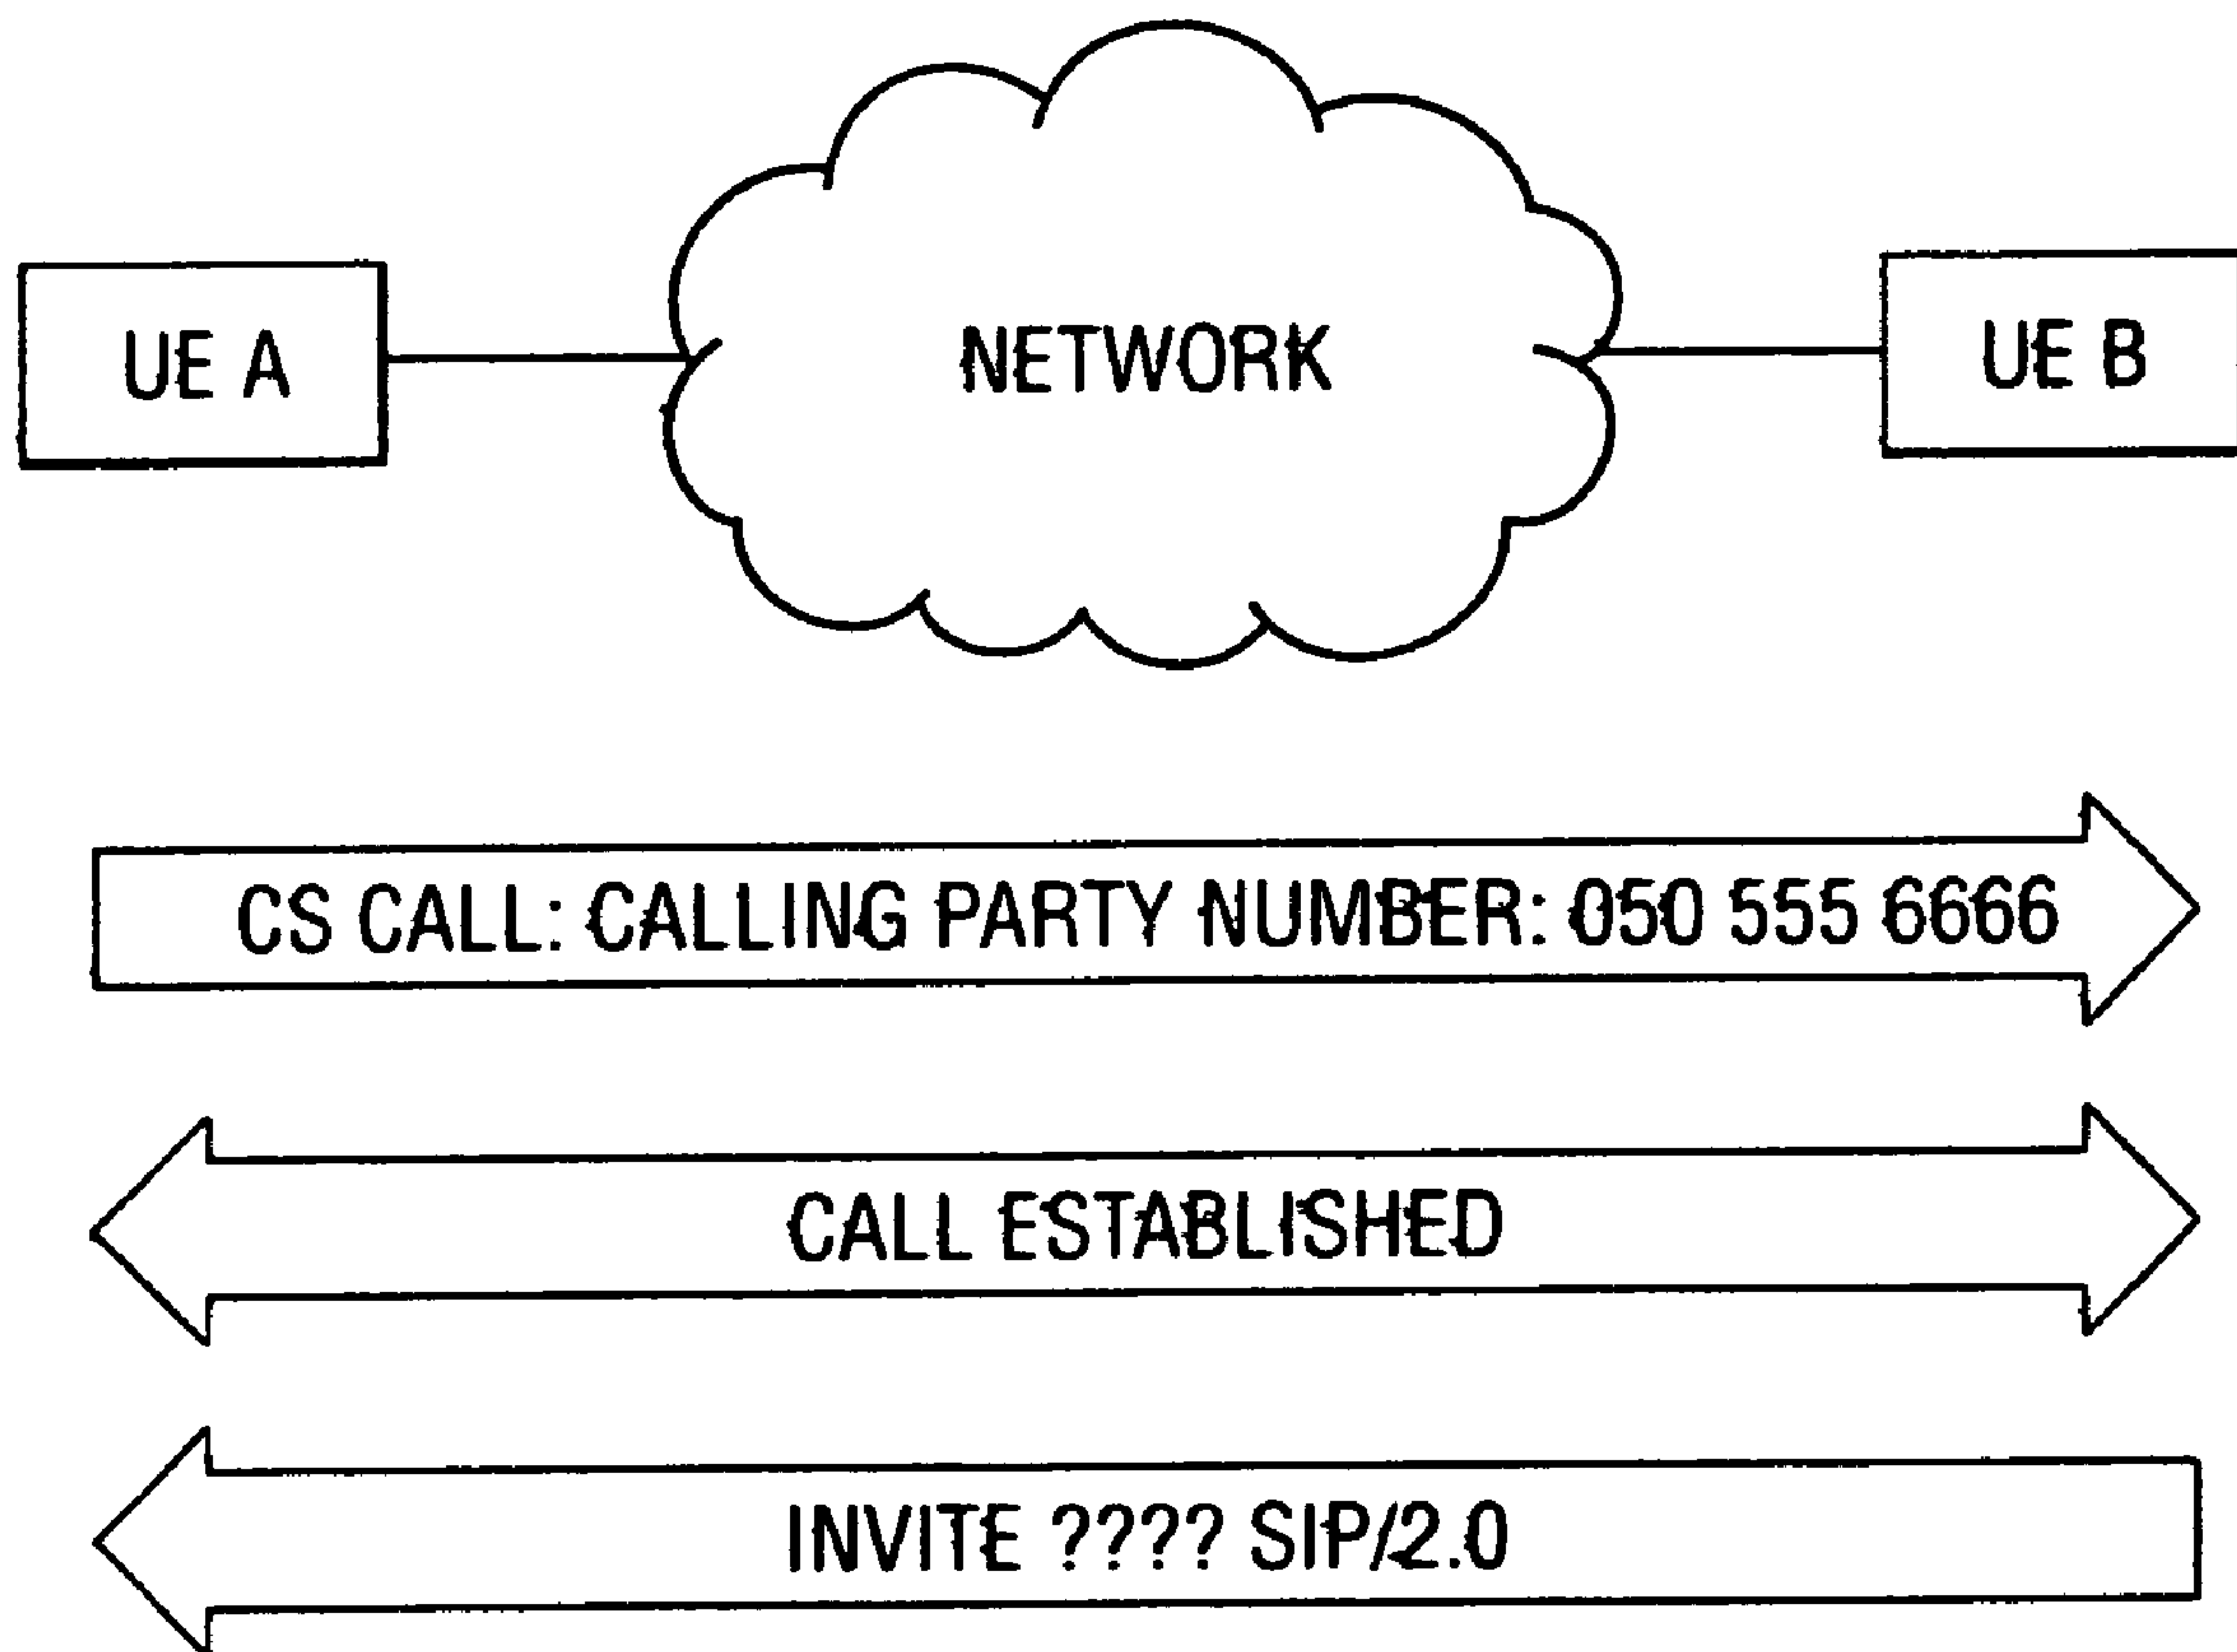 UE A
NETWORK
UE B
CS CALL: CALLING PARTY NUMBER: 050 555 6666
CALL ESTABLISHED
INVITE ???? SIP/2.0